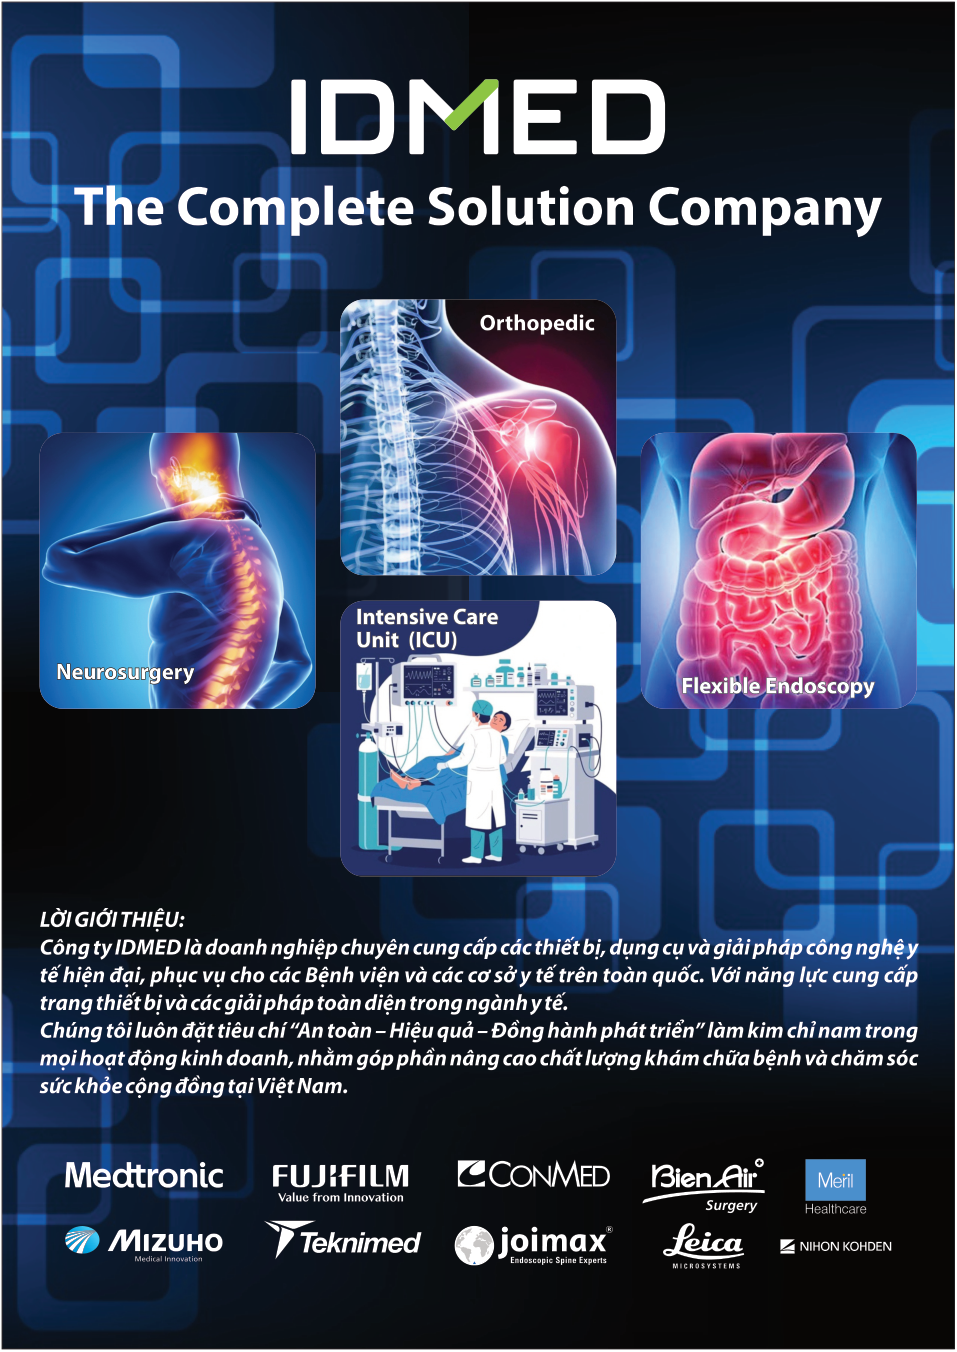 IDMED
The Complete Solution Company
Orthopedic
Neurosurgery
Intensive Care
Unit (ICU)
Flexible Endoscopy
LỜI GIỚI THIỆU:
Công ty IDMED là doanh nghiệp chuyên cung cấp các thiết bị, dụng cụ và giải pháp công nghệ y
tế hiện đại, phục vụ cho các Bệnh viện và các cơ sở y tế trên toàn quốc. Với năng lực cung cấp
trang thiết bị và các giải pháp toàn diện trong ngành y tế.
Chúng tôi luôn đặt tiêu chí “An toàn – Hiệu quả – Đồng hành phát triển” làm kim chỉ nam trong
mọi hoạt động kinh doanh, nhằm góp phần nâng cao chất lượng khám chữa bệnh và chăm sóc
sức khỏe cộng đồng tại Việt Nam.
Medtronic
FUJIFILM
Value from Innovation
CONMED
Bien Air
Surgery
Meril
Healthcare
MIZUHO
Medical Innovation
Teknimed
joimax®
Endoscopic Spine Experts
Leica
MICROSYSTEMS
NIHON KOHDEN